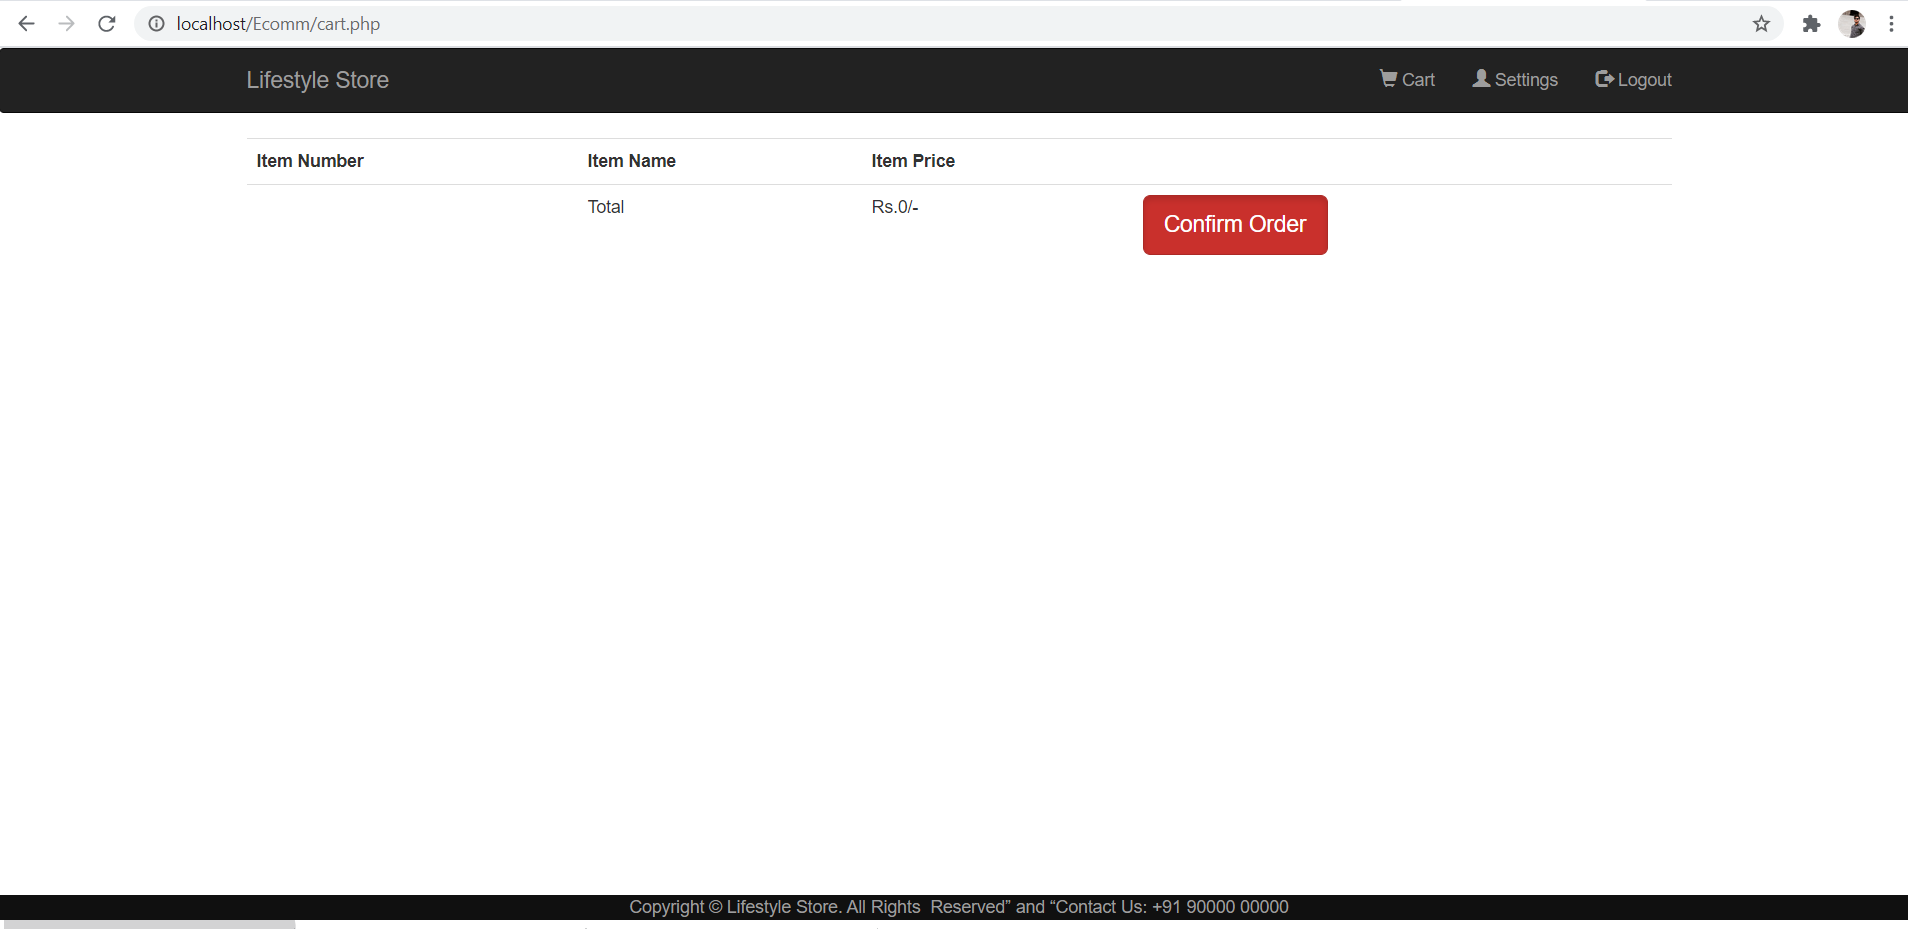 localhost/Ecomm/cart.php
Lifestyle Store Cart Settings Logout
Item Number Item Name Item Price
Total Rs.0/- Confirm Order
Copyright © Lifestyle Store. All Rights  Reserved” and “Contact Us: +91 90000 00000